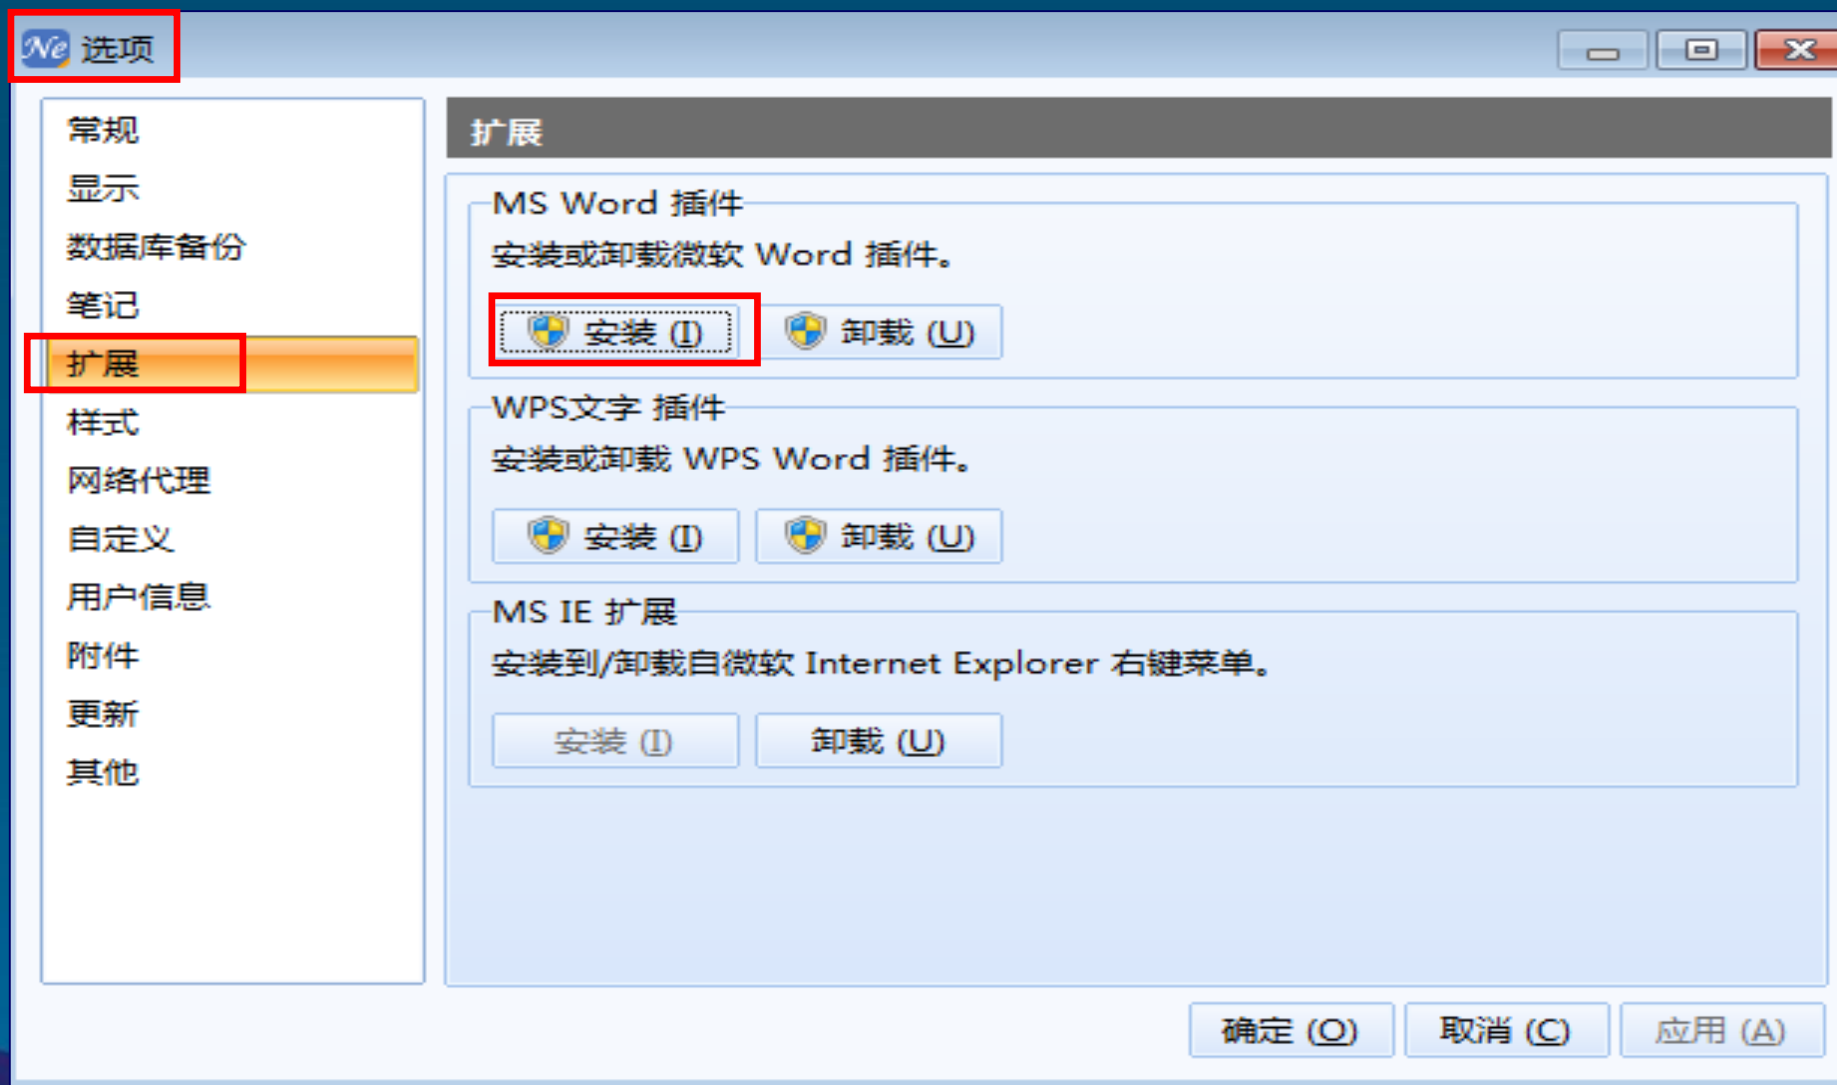 Ne 选项
常规
显示
数据库备份
笔记
扩展
样式
网络代理
自定义
用户信息
附件
更新
其他
扩展
MS Word 插件
安装或卸载微软 Word 插件。
安装 (I) 卸载 (U)
WPS文字 插件
安装或卸载 WPS Word 插件。
安装 (I) 卸载 (U)
MS IE 扩展
安装到/卸载自微软 Internet Explorer 右键菜单。
安装 (I) 卸载 (U)
确定 (O) 取消 (C) 应用 (A)